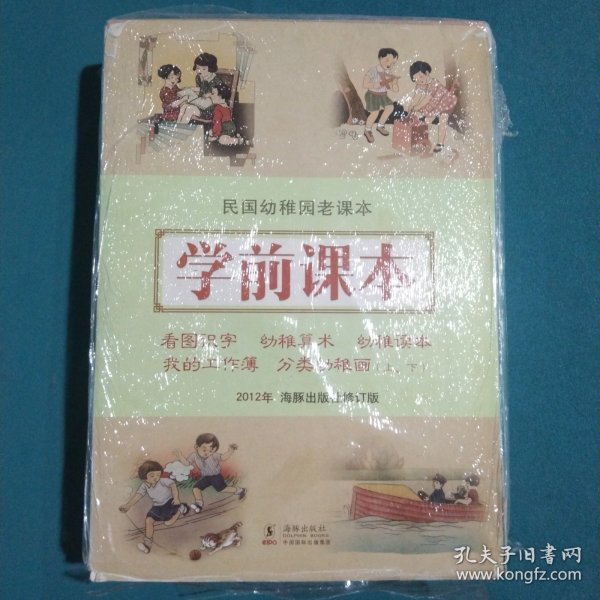 民国幼稚园老课本
学前课本
看图识字 幼稚算术 幼稚读本
我的工作簿 分类幼稚画(上、下)
2012年 海豚出版社修订版
海豚出版社
DOLPHIN BOOKS
CIPG 中国国际出版集团
孔夫子旧书网
www.kongfz.com